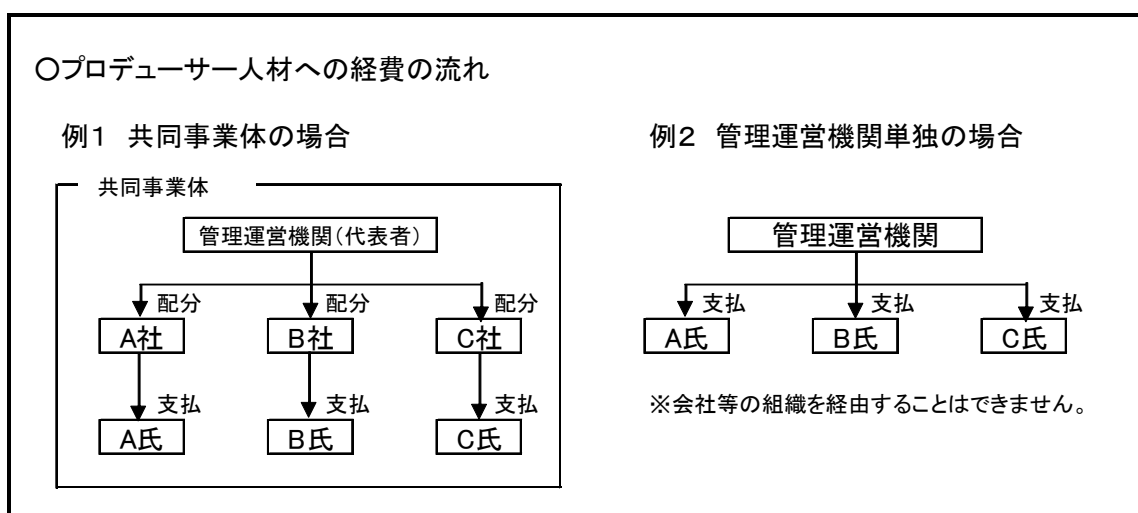 ○プロデューサー人材への経費の流れ
例1 共同事業体の場合
共同事業体
管理運営機関(代表者)
配分 配分 配分
A社 B社 C社
支払 支払 支払
A氏 B氏 C氏
例2 管理運営機関単独の場合
管理運営機関
支払 支払 支払
A氏 B氏 C氏
※会社等の組織を経由することはできません。